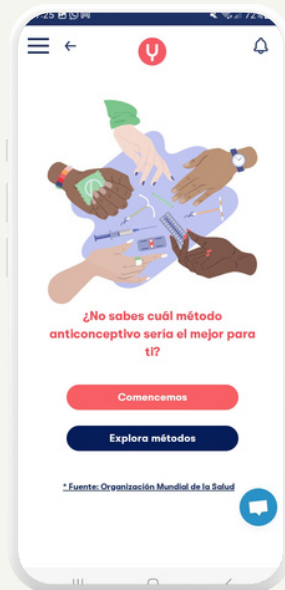 72%
¿No sabes cuál método
anticonceptivo sería el mejor para
ti?
Comencemos
Explora métodos
* Fuente: Organización Mundial de la Salud